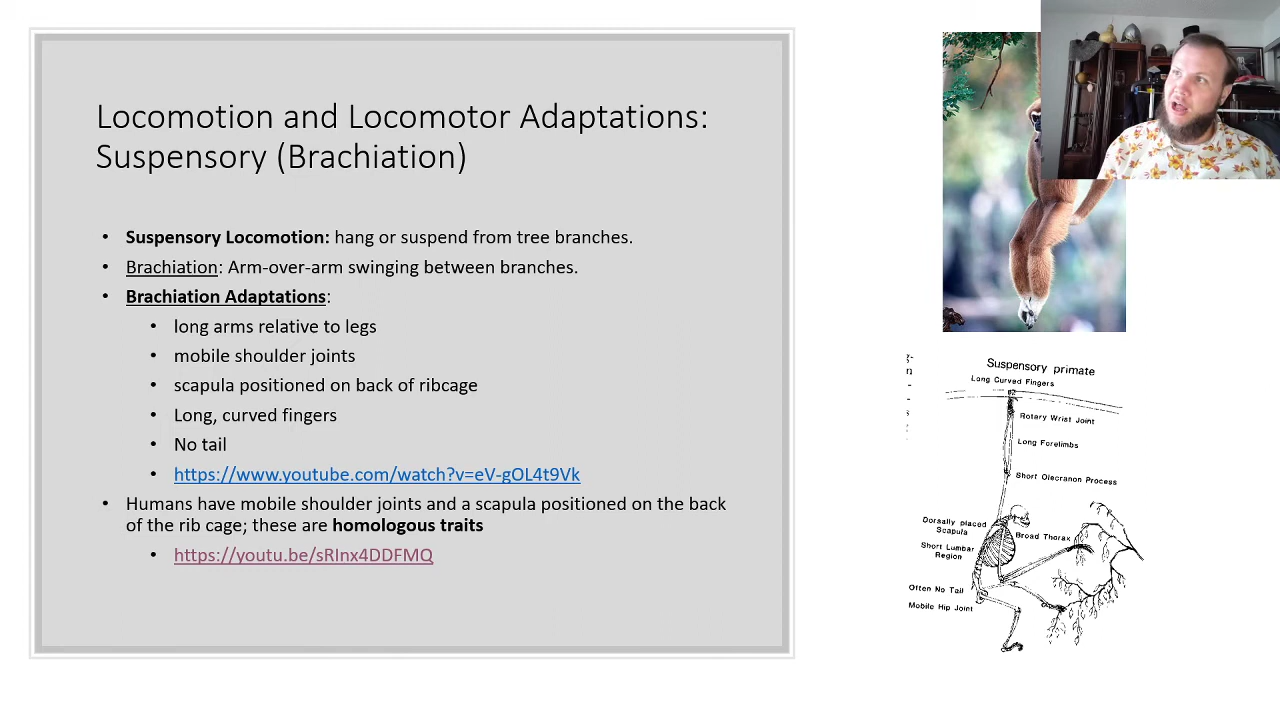 Locomotion and Locomotor Adaptations:
Suspensory (Brachiation)
• Suspensory Locomotion: hang or suspend from tree branches.
• Brachiation: Arm-over-arm swinging between branches.
• Brachiation Adaptations:
• long arms relative to legs
• mobile shoulder joints
• scapula positioned on back of ribcage
• Long, curved fingers
• No tail
• https://www.youtube.com/watch?v=eV-gOL4t9Vk
• Humans have mobile shoulder joints and a scapula positioned on the back
of the rib cage; these are homologous traits
• https://youtu.be/sRInx4DDFMQ
Suspensory primate
Long Curved Fingers
Rotary Wrist Joint
Long Forelimbs
Short Olecranon Process
Dorsally placed
Scapula
Broad Thorax
Short Lumbar
Region
Often No Tail
Mobile Hip Joint